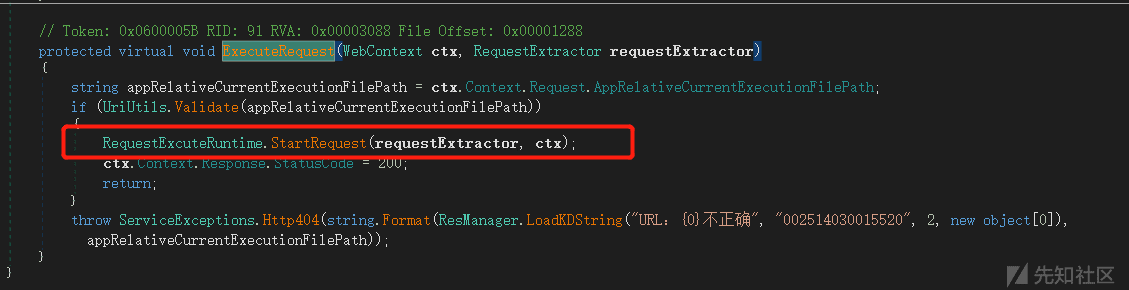 // Token: 0x0600005B RID: 91 RVA: 0x00003088 File Offset: 0x00001288
protected virtual void ExecuteRequest(WebContext ctx, RequestExtractor requestExtractor)
{
string appRelativeCurrentExecutionFilePath = ctx.Context.Request.AppRelativeCurrentExecutionFilePath;
if (UriUtils.Validate(appRelativeCurrentExecutionFilePath))
{
RequestExcuteRuntime.StartRequest(requestExtractor, ctx);
ctx.Context.Response.StatusCode = 200;
return;
}
throw ServiceExceptions.Http404(string.Format(ResManager.LoadKDString("URL: {0}不正确", "002514030015520", 2, new object[0]),
appRelativeCurrentExecutionFilePath));
}
}
先知社区